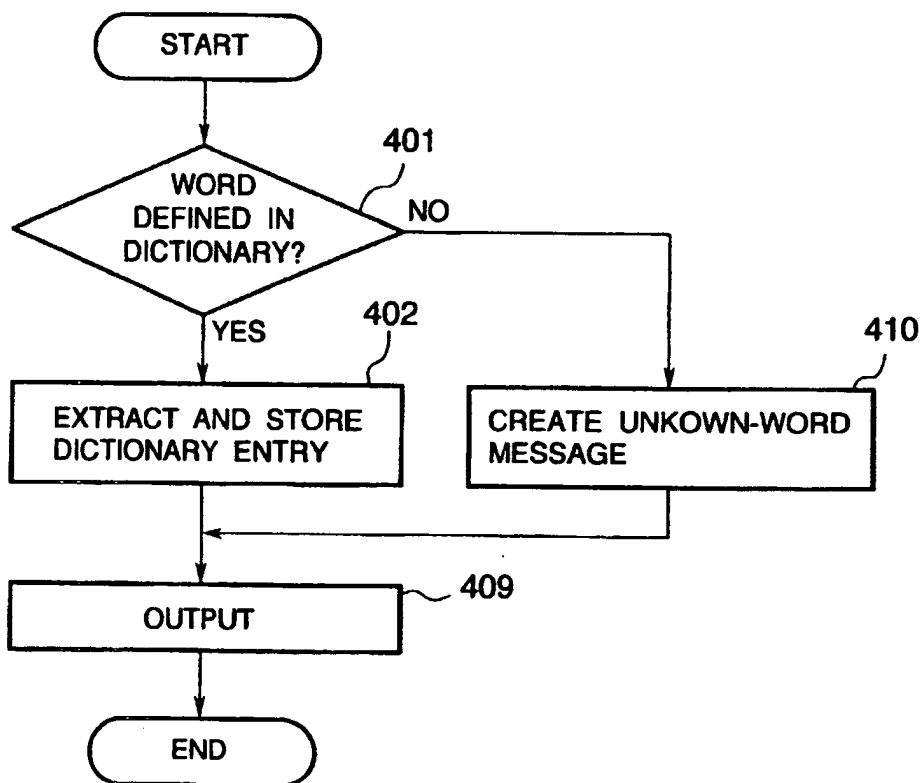 START
401
WORD
DEFINED IN
DICTIONARY?
NO
YES
402
410
EXTRACT AND STORE
DICTIONARY ENTRY
CREATE UNKOWN-WORD
MESSAGE
409
OUTPUT
END